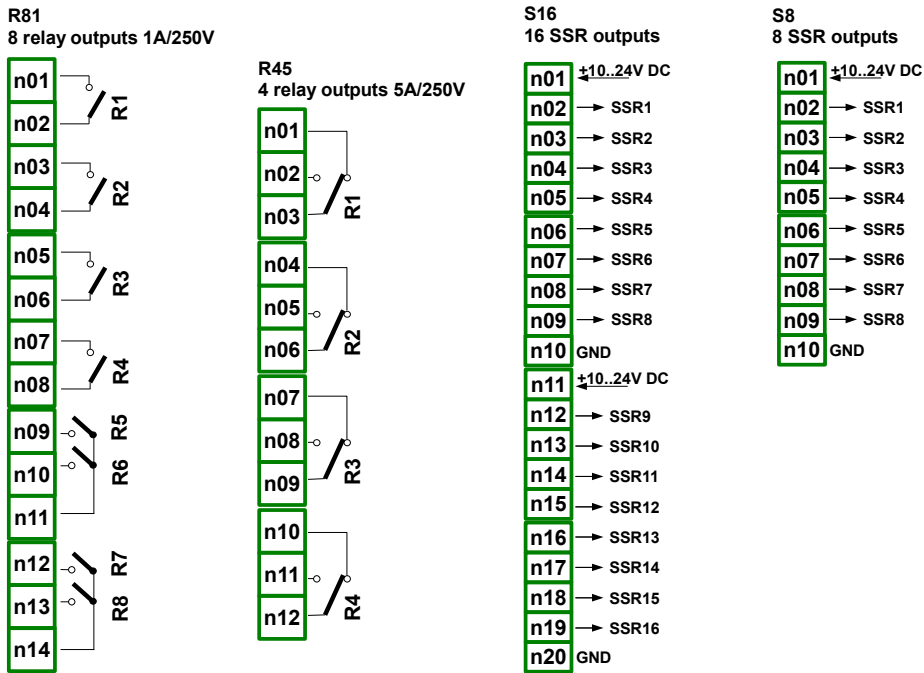 R81
8 relay outputs 1A/250V
n01
n02
R1
n03
n04
R2
n05
n06
R3
n07
n08
R4
n09
R5
n10
R6
n11
n12
R7
n13
R8
n14
R45
4 relay outputs 5A/250V
n01
n02
n03
R1
n04
n05
n06
R2
n07
n08
n09
R3
n10
n11
n12
R4
S16
16 SSR outputs
n01 +10..24V DC
n02 SSR1
n03 SSR2
n04 SSR3
n05 SSR4
n06 SSR5
n07 SSR6
n08 SSR7
n09 SSR8
n10 GND
n11 +10..24V DC
n12 SSR9
n13 SSR10
n14 SSR11
n15 SSR12
n16 SSR13
n17 SSR14
n18 SSR15
n19 SSR16
n20 GND
S8
8 SSR outputs
n01 +10..24V DC
n02 SSR1
n03 SSR2
n04 SSR3
n05 SSR4
n06 SSR5
n07 SSR6
n08 SSR7
n09 SSR8
n10 GND